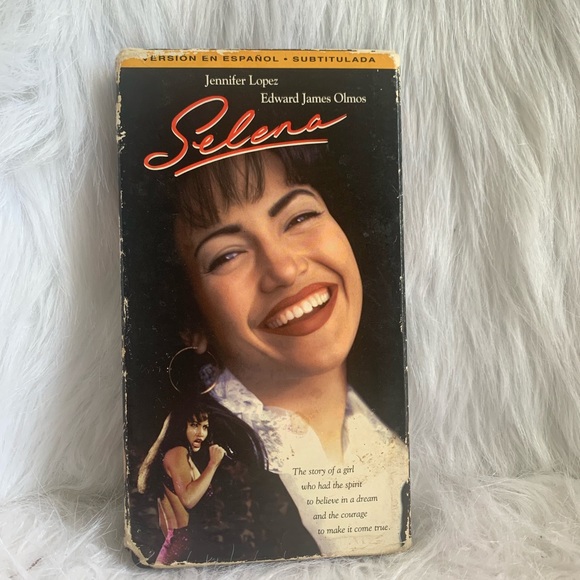 VERSIÓN EN ESPAÑOL • SUBTITULADA
Jennifer Lopez
Edward James Olmos
Selena
The story of a girl
who had the spirit
to believe in a dream
and the courage
to make it come true.